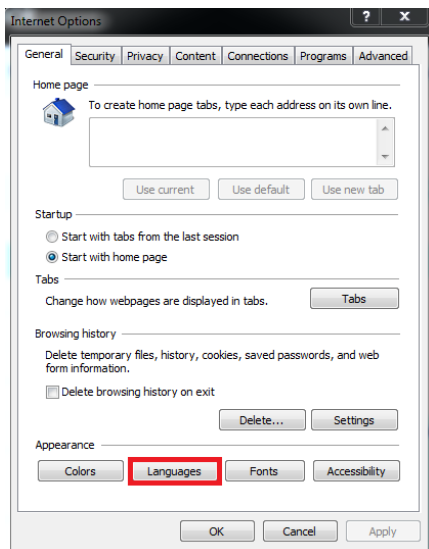 Internet Options
? X
General Security Privacy Content Connections Programs Advanced
Home page
To create home page tabs, type each address on its own line.
Use current Use default Use new tab
Startup
Start with tabs from the last session
Start with home page
Tabs
Change how webpages are displayed in tabs. Tabs
Browsing history
Delete temporary files, history, cookies, saved passwords, and web
form information.
Delete browsing history on exit
Delete... Settings
Appearance
Colors Languages Fonts Accessibility
OK Cancel Apply